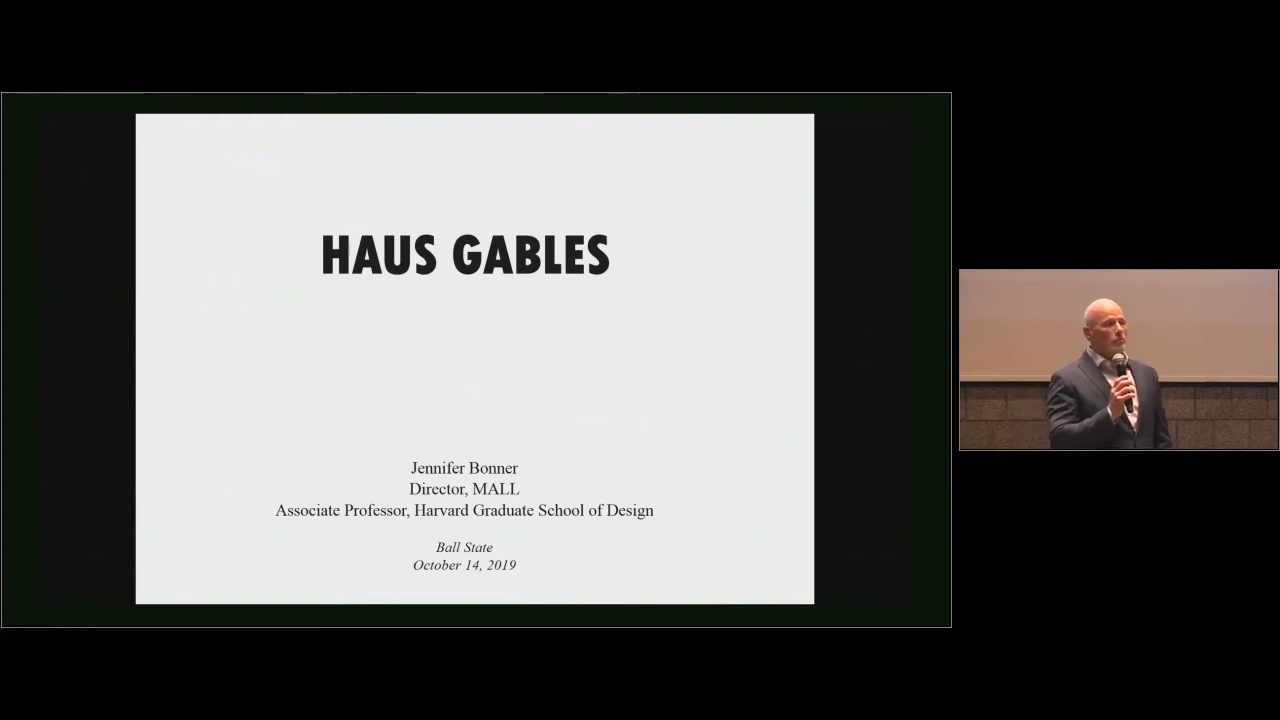 HAUS GABLES
Jennifer Bonner
Director, MALL
Associate Professor, Harvard Graduate School of Design
Ball State
October 14, 2019